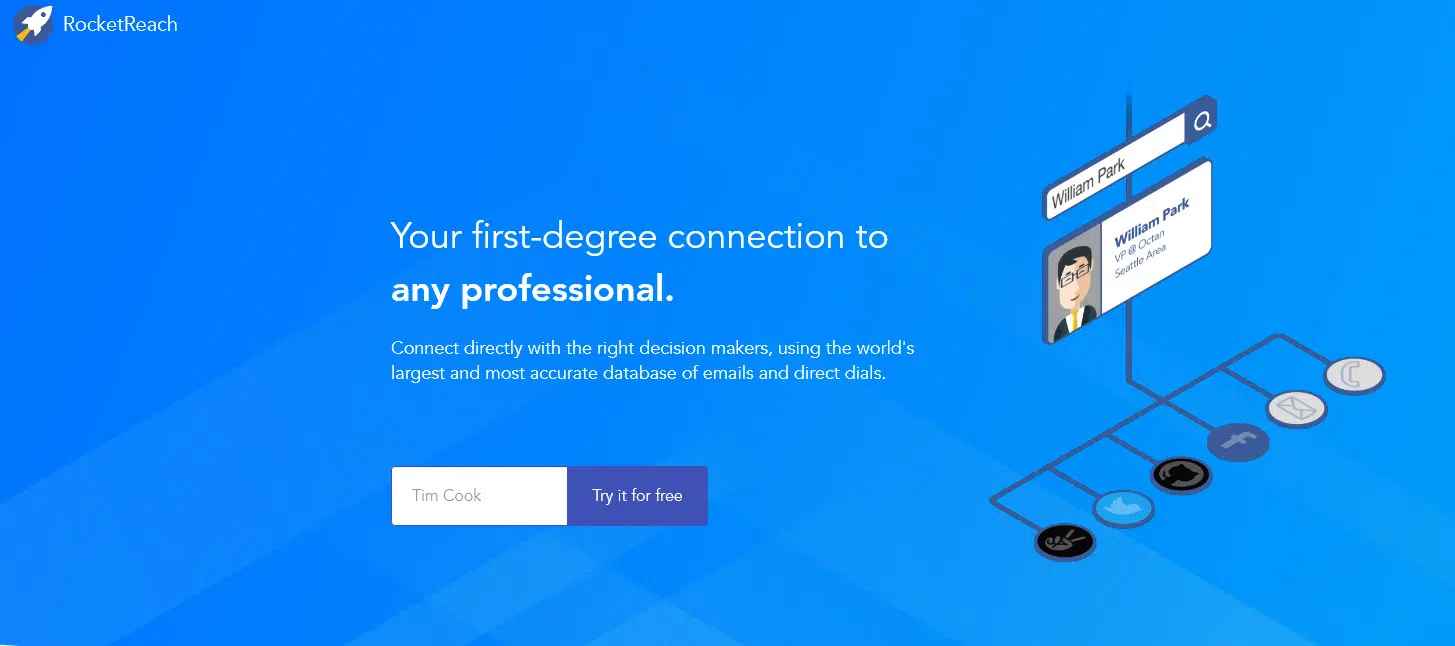 RocketReach
William Park
William Park
VP @ Octan
Seattle Area
Your first-degree connection to
any professional.
Connect directly with the right decision makers, using the world's
largest and most accurate database of emails and direct dials.
Tim Cook
Try it for free